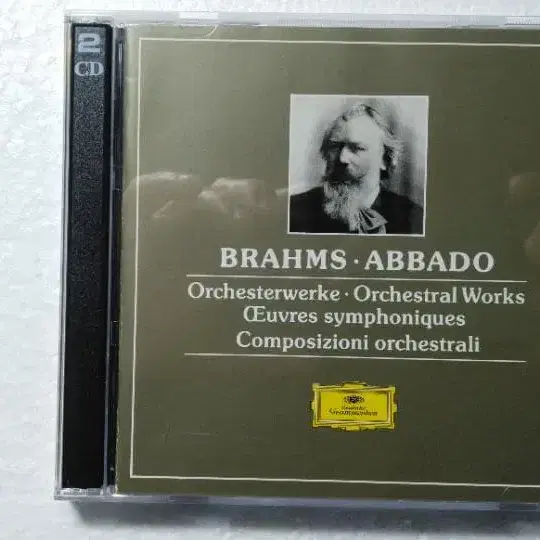 2
CD
BRAHMS · ABBADO
Orchesterwerke · Orchestral Works
Œuvres symphoniques
Composizioni orchestrali
Deutsche
Grammophon